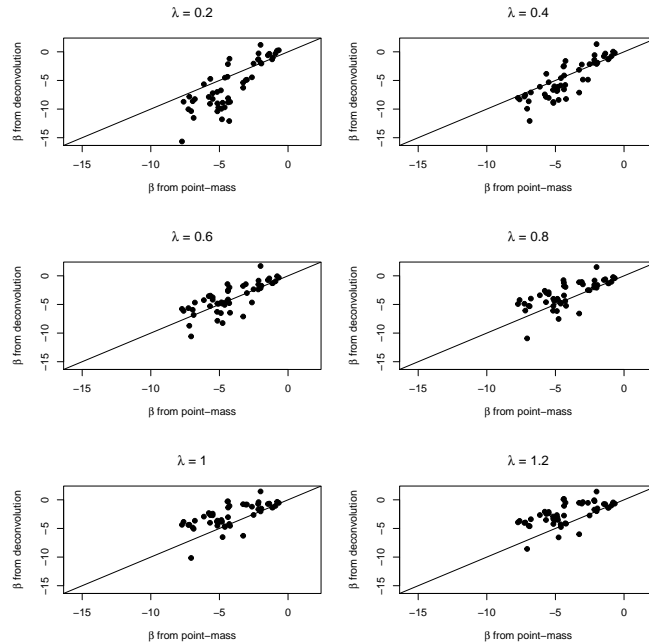 λ = 0.2
λ = 0.4
β from deconvolution
0
−5
−10
−15
−15
−10
−5
0
β from point−mass
β from deconvolution
0
−5
−10
−15
−15
−10
−5
0
β from point−mass
λ = 0.6
λ = 0.8
β from deconvolution
0
−5
−10
−15
−15
−10
−5
0
β from point−mass
β from deconvolution
0
−5
−10
−15
−15
−10
−5
0
β from point−mass
λ = 1
λ = 1.2
β from deconvolution
0
−5
−10
−15
−15
−10
−5
0
β from point−mass
β from deconvolution
0
−5
−10
−15
−15
−10
−5
0
β from point−mass